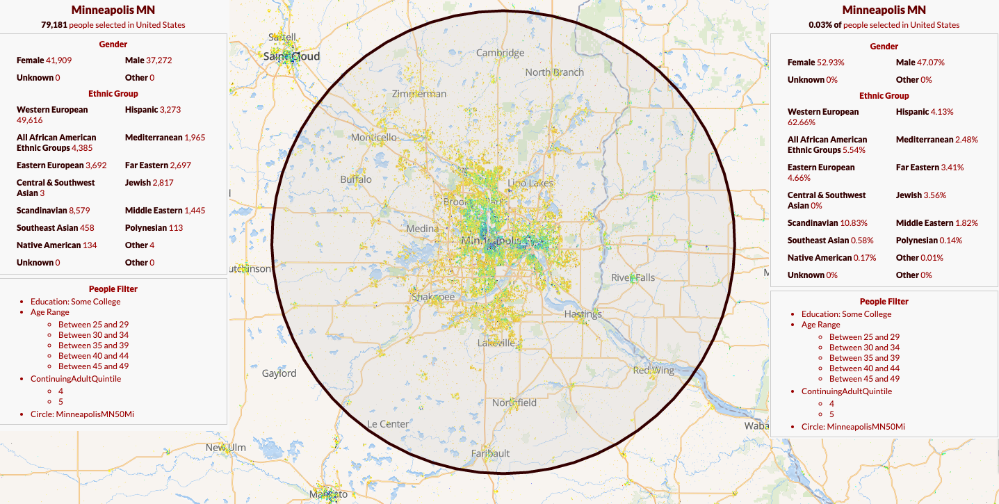 Minneapolis MN
79,181 people selected in United States
Gender
Female 41,909
Male 37,272
Unknown 0
Other 0
Ethnic Group
Western European
49,616
Hispanic 3,273
All African American
Ethnic Groups 4,385
Mediterranean 1,965
Eastern European 3,692
Far Eastern 2,697
Central & Southwest
Asian 3
Jewish 2,817
Scandinavian 8,579
Middle Eastern 1,445
Southeast Asian 458
Polynesian 113
Native American 134
Other 4
Unknown 0
Other 0
People Filter
• Education: Some College
• Age Range
◦ Between 25 and 29
◦ Between 30 and 34
◦ Between 35 and 39
◦ Between 40 and 44
◦ Between 45 and 49
• ContinuingAdultQuintile
◦ 4
◦ 5
• Circle: MinneapolisMN50Mi
Sartell
Saint Cloud
Cambridge
North Branch
Zimmerman
Monticello
Buffalo
Lino Lakes
Medina
Minneapolis
utchinson
River Falls
Shakopee
Hastings
Lakeville
Gaylord
Red Wing
Northfield
Le Center
Waba
New Ulm
Faribault
Mankato
Minneapolis MN
0.03% of people selected in United States
Gender
Female 52.93%
Male 47.07%
Unknown 0%
Other 0%
Ethnic Group
Western European
62.66%
Hispanic 4.13%
All African American
Ethnic Groups 5.54%
Mediterranean 2.48%
Eastern European
4.66%
Far Eastern 3.41%
Central & Southwest
Asian 0%
Jewish 3.56%
Scandinavian 10.83%
Middle Eastern 1.82%
Southeast Asian 0.58%
Polynesian 0.14%
Native American 0.17%
Other 0.01%
Unknown 0%
Other 0%
People Filter
• Education: Some College
• Age Range
◦ Between 25 and 29
◦ Between 30 and 34
◦ Between 35 and 39
◦ Between 40 and 44
◦ Between 45 and 49
• ContinuingAdultQuintile
◦ 4
◦ 5
• Circle: MinneapolisMN50Mi